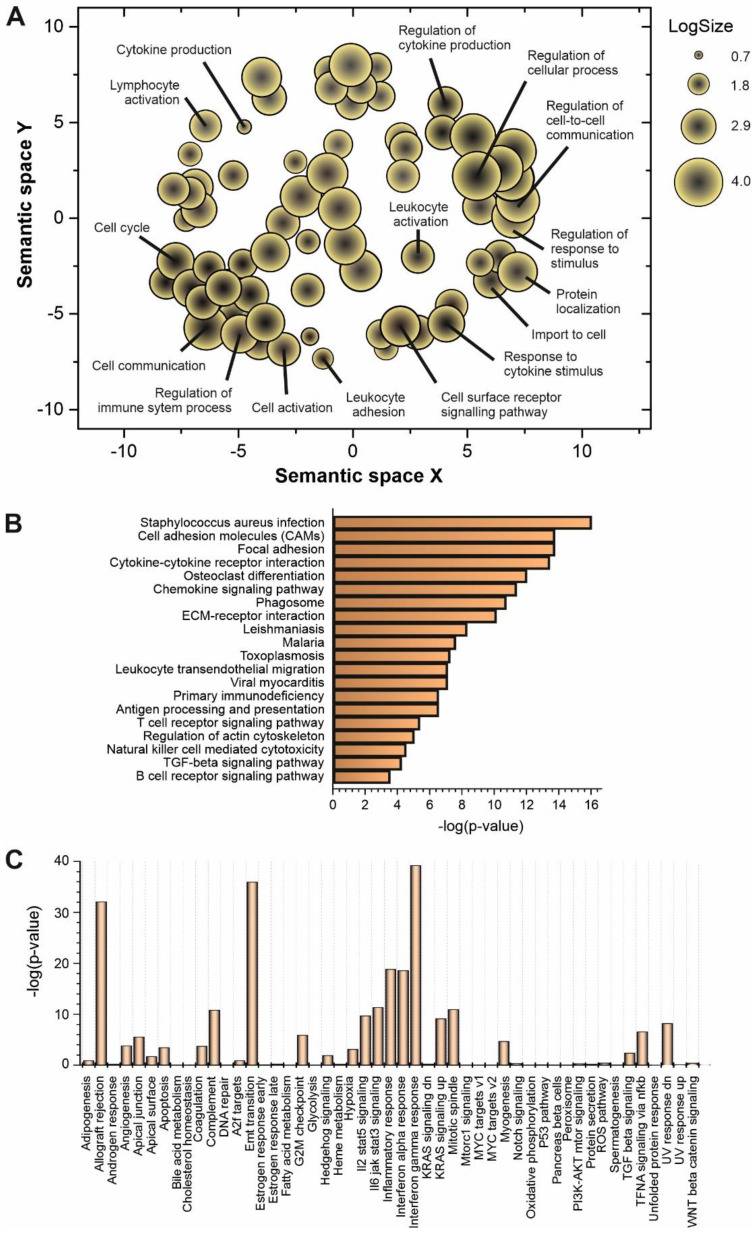 A
LogSize
0.7
1.8
2.9
4.0
Semantic space Y
10
5
0
-5
-10
Cytokine production
Lymphocyte
activation
Regulation of
cytokine production
Regulation of
cellular process
Regulation of
cell-to-cell
communication
Leukocyte
activation
Cell cycle
Regulation of
response to
stimulus
Protein
localization
Import to cell
Cell communication
Regulation of
immune sytem process
Cell activation
Leukocyte
adhesion
Response to
cytokine stimulus
Cell surface receptor
signalling pathway
-10
-5
0
5
10
Semantic space X
B
Staphylococcus aureus infection
Cell adhesion molecules (CAMs)
Focal adhesion
Cytokine-cytokine receptor interaction
Osteoclast differentiation
Chemokine signaling pathway
Phagosome
ECM-receptor interaction
Leishmaniasis
Malaria
Toxoplasmosis
Leukocyte transendothelial migration
Viral myocarditis
Primary immunodeficiency
Antigen processing and presentation
T cell receptor signaling pathway
Regulation of actin cytoskeleton
Natural killer cell mediated cytotoxicity
TGF-beta signaling pathway
B cell receptor signaling pathway
0 2 4 6 8 10 12 14 16
-log(p-value)
C
-log(p-value)
40
30
20
10
0
Adipogenesis
Allograft rejection
Androgen response
Angiogenesis
Apical junction
Apical surface
Apoptosis
Bile acid metabolism
Cholesterol homeostasis
Coagulation
Complement
DNA repair
A2f targets
Emt transition
Estrogen response early
Estrogen response late
Fatty acid metabolism
G2M checkpoint
Glycolysis
Hedgehog signaling
Heme metabolism
Hypoxia
Il2 stat5 signaling
Il6 jak stat3 signaling
Inflammatory response
Interferon alpha response
Interferon gamma response
KRAS signaling dn
KRAS signaling up
Mitotic spindle
Mtorc1 signaling
MYC targets v1
MYC targets v2
Myogenesis
Notch signaling
Oxidative phosphorylation
P53 pathway
Pancreas beta cells
Peroxisome
PI3K-AKT mtor signaling
Protein secretion
ROS pathway
Spermatogenesis
TGF beta signaling
TFNA signaling via nfkb
Unfolded protein response
UV response dn
UV response up
WNT beta catenin signaling